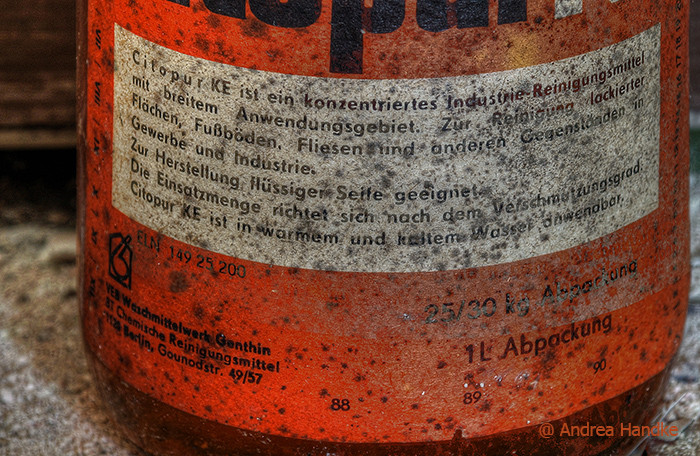 Citopur KE ist ein konzentriertes Industrie-Reinigungsmittel
mit breitem Anwendungsgebiet. Zur Reinigung lackierter
Flächen, Fußböden, Fliesen und anderen Gegenständen in
Gewerbe und Industrie.
Zur Herstellung flüssiger Seife geeignet.
Die Einsatzmenge richtet sich nach dem Verschmutzungsgrad.
Citopur KE ist in warmem und kaltem Wasser anwendbar.
ELN 149 25 200
25/30 kg Abpackung
VEB Waschmittelwerk Genthin
BT Chemische Reinigungsmittel
1120 Berlin, Gounodstr. 49/57
1L Abpackung
88 89 90
@ Andrea Hanuke